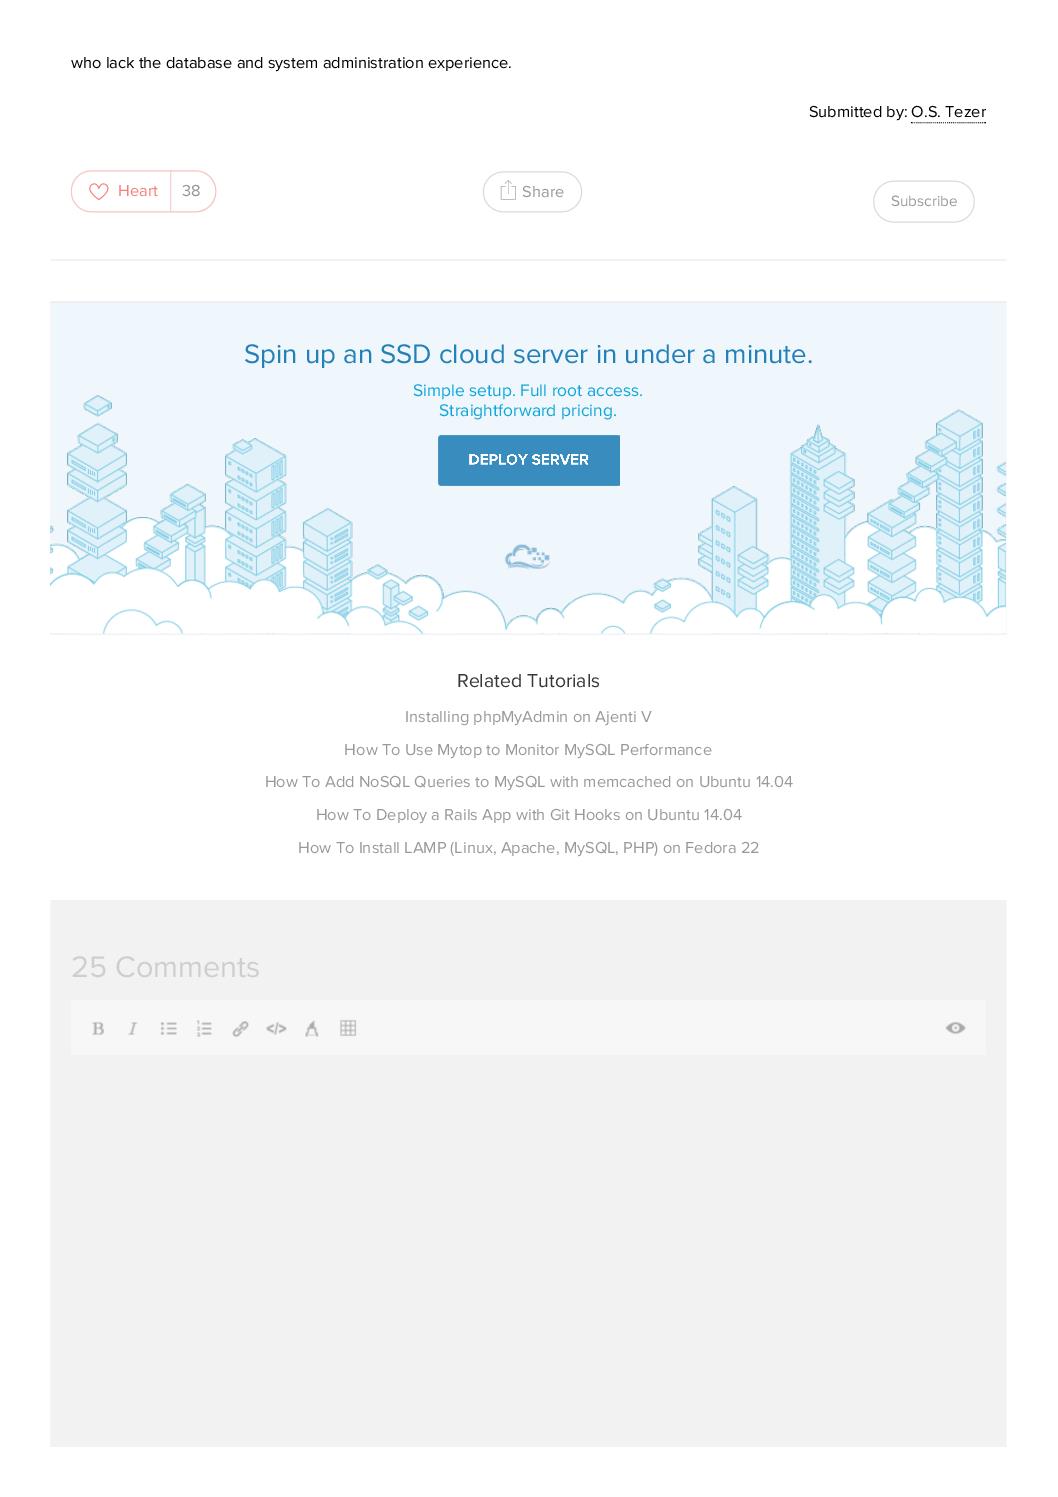 who lack the database and system administration experience.
Submitted by: O.S. Tezer
Heart 38
Share
Subscribe
Spin up an SSD cloud server in under a minute.
Simple setup. Full root access.
Straightforward pricing.
DEPLOY SERVER
Related Tutorials
Installing phpMyAdmin on Ajenti V
How To Use Mytop to Monitor MySQL Performance
How To Add NoSQL Queries to MySQL with memcached on Ubuntu 14.04
How To Deploy a Rails App with Git Hooks on Ubuntu 14.04
How To Install LAMP (Linux, Apache, MySQL, PHP) on Fedora 22
25 Comments
B I </>